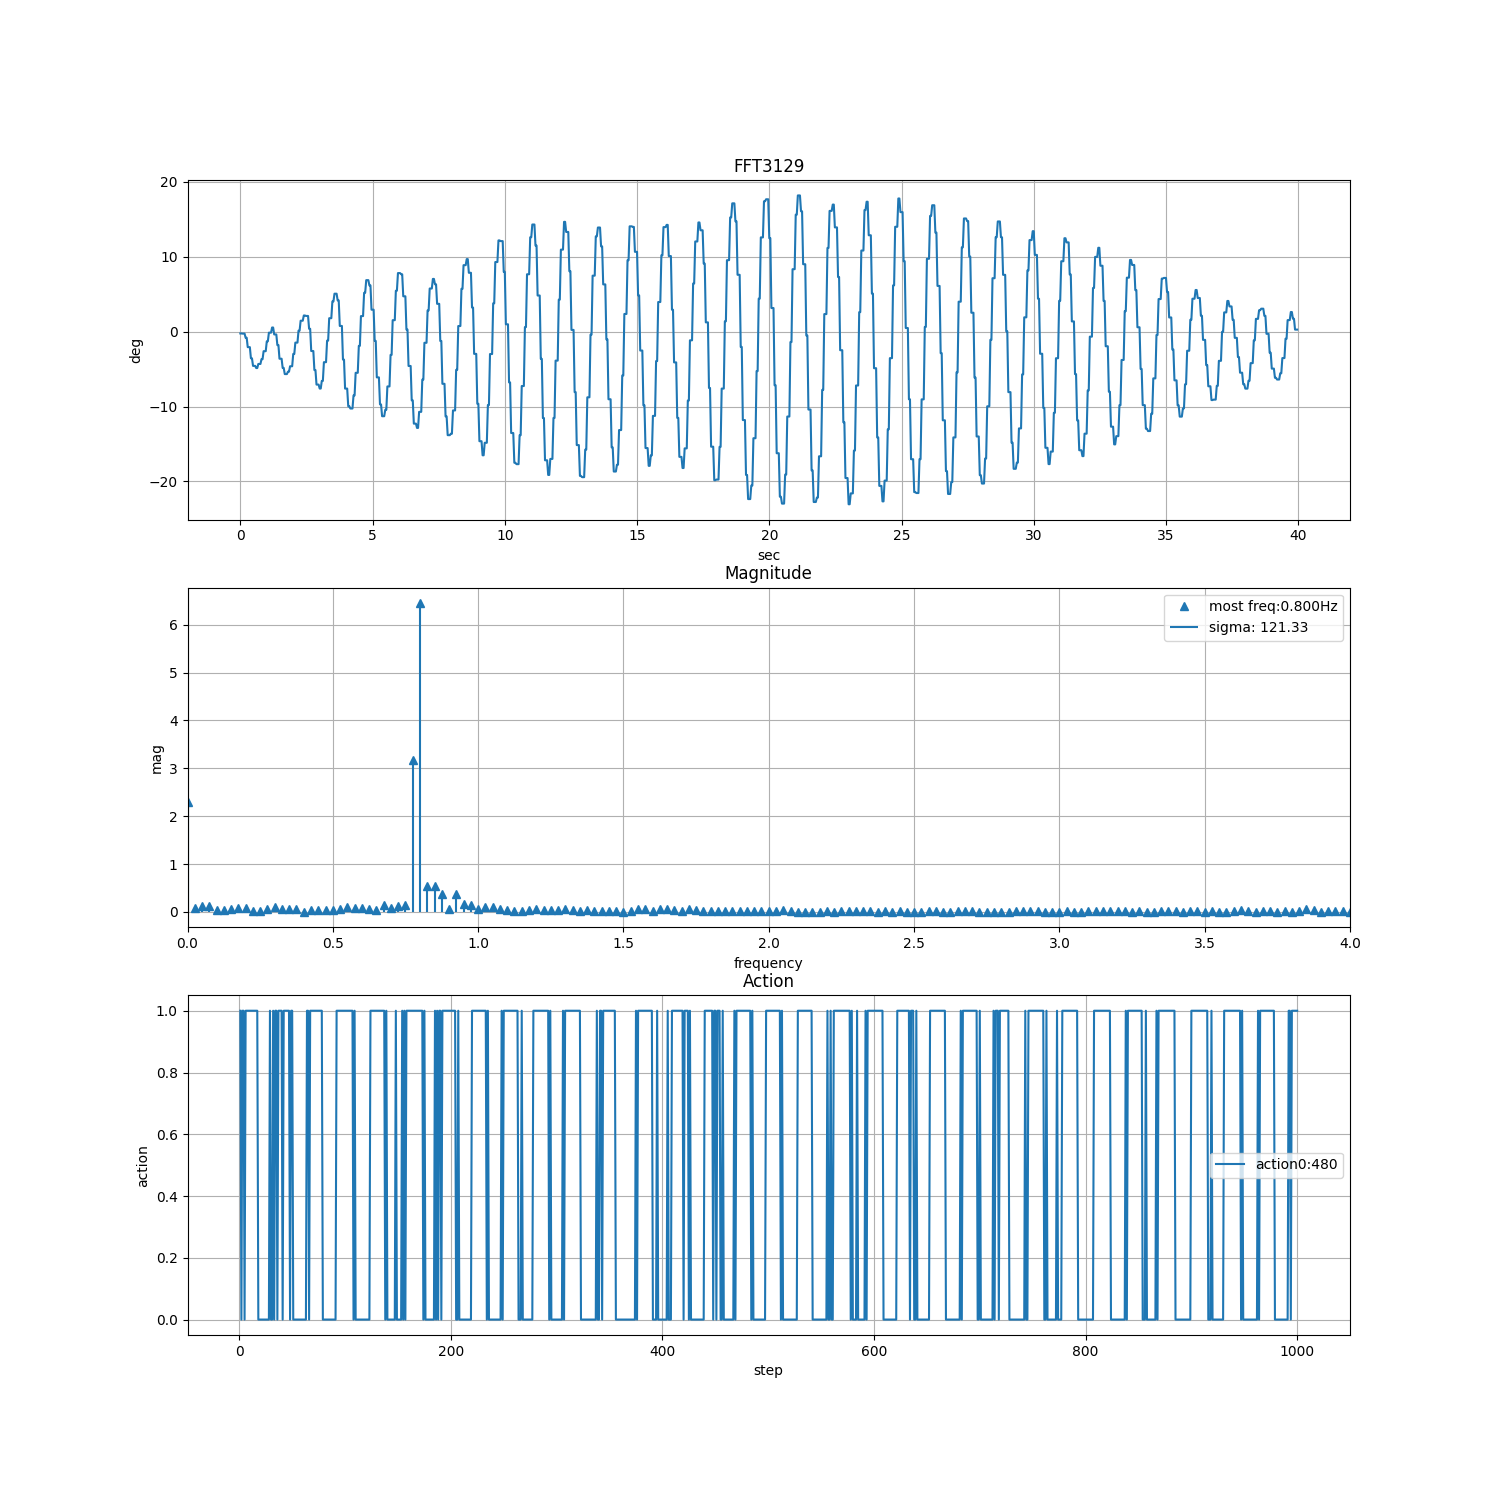 FFT3129
20
10
0
−10
−20
deg
0 5 10 15 20 25 30 35 40
sec
Magnitude
most freq:0.800Hz
sigma: 121.33
6
5
4
3
2
1
0
mag
0.0 0.5 1.0 1.5 2.0 2.5 3.0 3.5 4.0
frequency
Action
1.0
0.8
0.6
0.4
0.2
0.0
action
action0:480
0 200 400 600 800 1000
step